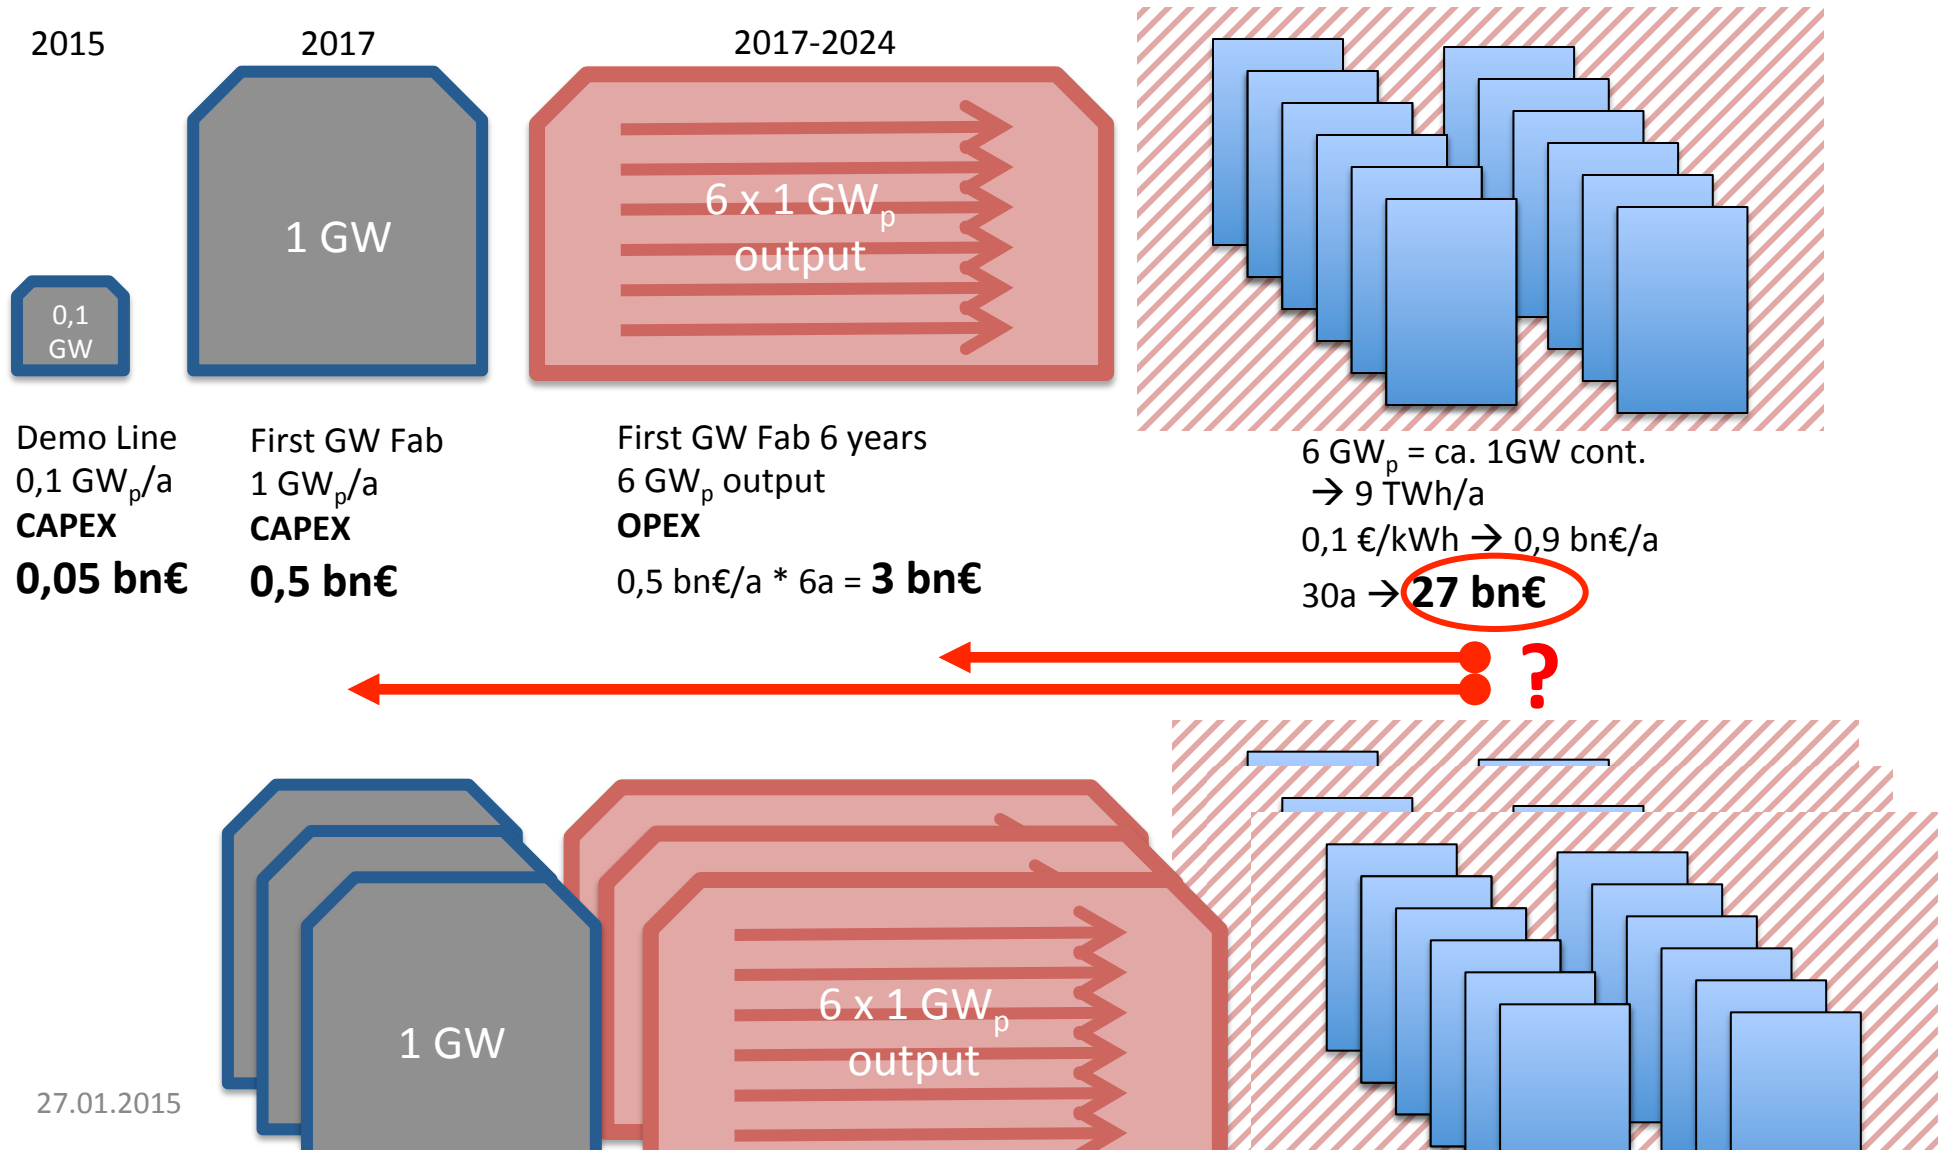 2015
2017
2017-2024
0,1
GW
1 GW
6 x 1 GWp
output
Demo Line
0,1 GWp/a
CAPEX
0,05 bn€
First GW Fab
1 GWp/a
CAPEX
0,5 bn€
First GW Fab 6 years
6 GWp output
OPEX
0,5 bn€/a * 6a = 3 bn€
6 GWp = ca. 1GW cont.
→ 9 TWh/a
0,1 €/kWh → 0,9 bn€/a
30a → 27 bn€
?
1 GW
6 x 1 GWp
output
27.01.2015